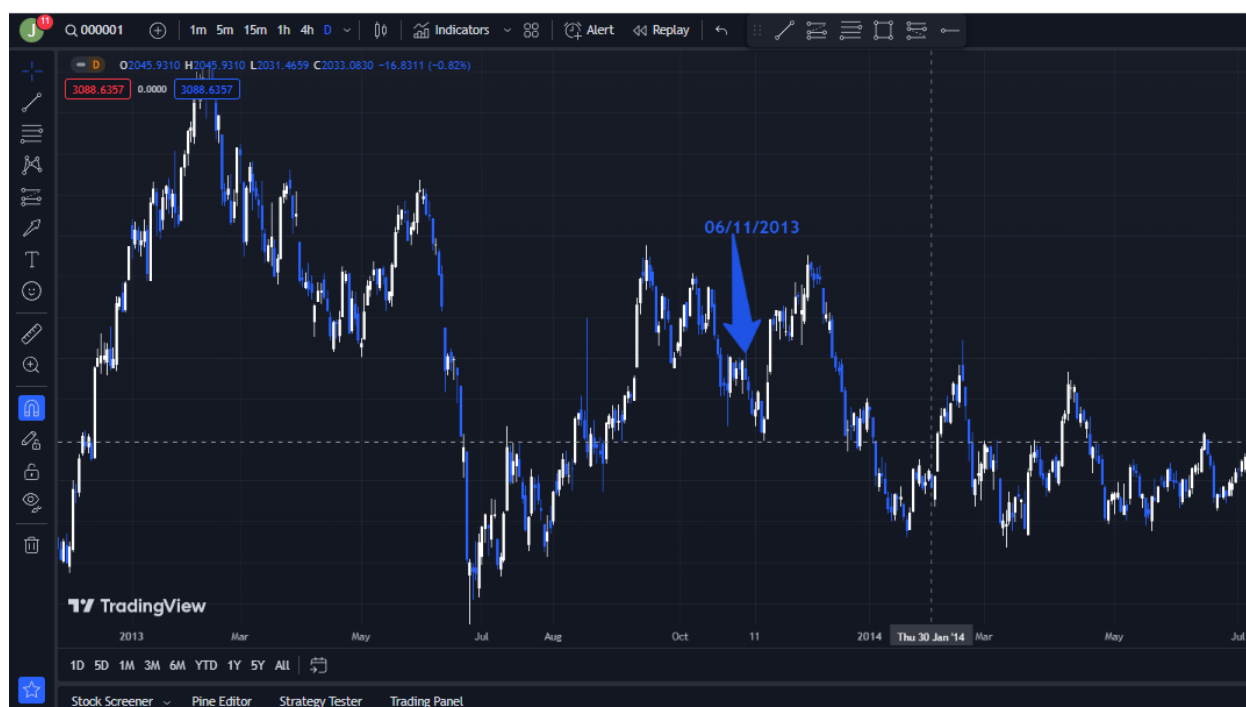 J 11 000001 1m 5m 15m 1h 4h D Indicators Alert Replay
D O2045.9310 H2045.9310 L2031.4659 C2033.0830 −16.8311 (−0.82%)
3088.6357 0.0000 3088.6357
06/11/2013
TradingView
2013 Mar May Jul Aug Oct 11 2014 Thu 30 Jan '14 Mar May Jul
1D 5D 1M 3M 6M YTD 1Y 5Y All
Stock Screener Pine Editor Strategy Tester Trading Panel